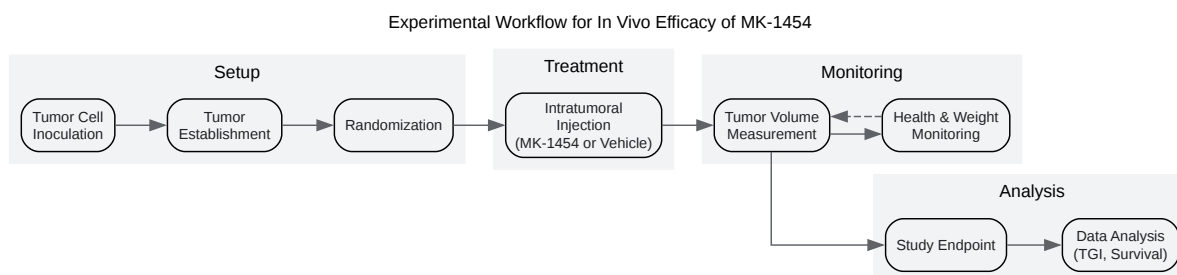 Experimental Workflow for In Vivo Efficacy of MK-1454
Setup
Tumor Cell
Inoculation
Tumor
Establishment
Randomization
Treatment
Intratumoral
Injection
(MK-1454 or Vehicle)
Monitoring
Tumor Volume
Measurement
Health & Weight
Monitoring
Analysis
Study Endpoint
Data Analysis
(TGI, Survival)